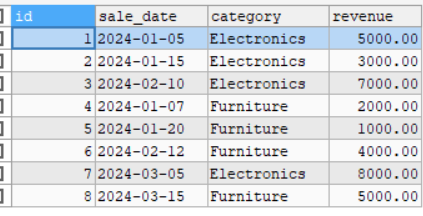 id sale_date category revenue
1 2024-01-05 Electronics 5000.00
2 2024-01-15 Electronics 3000.00
3 2024-02-10 Electronics 7000.00
4 2024-01-07 Furniture 2000.00
5 2024-01-20 Furniture 1000.00
6 2024-02-12 Furniture 4000.00
7 2024-03-05 Electronics 8000.00
8 2024-03-15 Furniture 5000.00